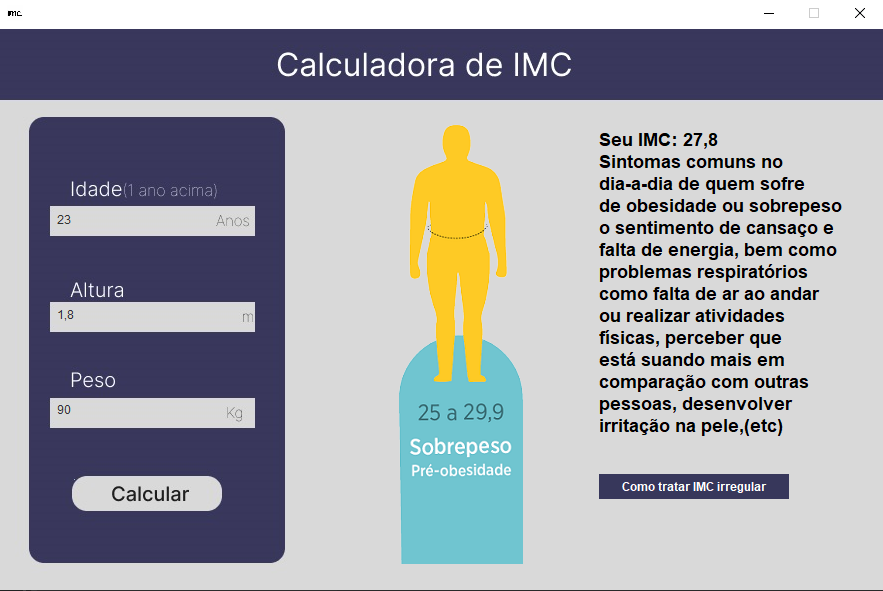 IMC.
Calculadora de IMC
Idade(1 ano acima)
23 Anos
Altura
1,8 m
Peso
90 Kg
Calcular
25 a 29,9
Sobrepeso
Pré-obesidade
Seu IMC: 27,8
Sintomas comuns no
dia-a-dia de quem sofre
de obesidade ou sobrepeso
o sentimento de cansaço e
falta de energia, bem como
problemas respiratórios
como falta de ar ao andar
ou realizar atividades
físicas, perceber que
está suando mais em
comparação com outras
pessoas, desenvolver
irritação na pele,(etc)
Como tratar IMC irregular